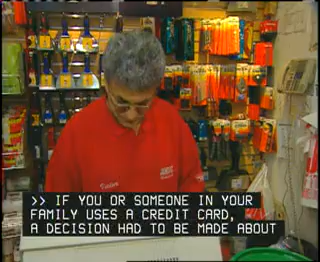 >> IF YOU OR SOMEONE IN YOUR
FAMILY USES A CREDIT CARD,
A DECISION HAD TO BE MADE ABOUT